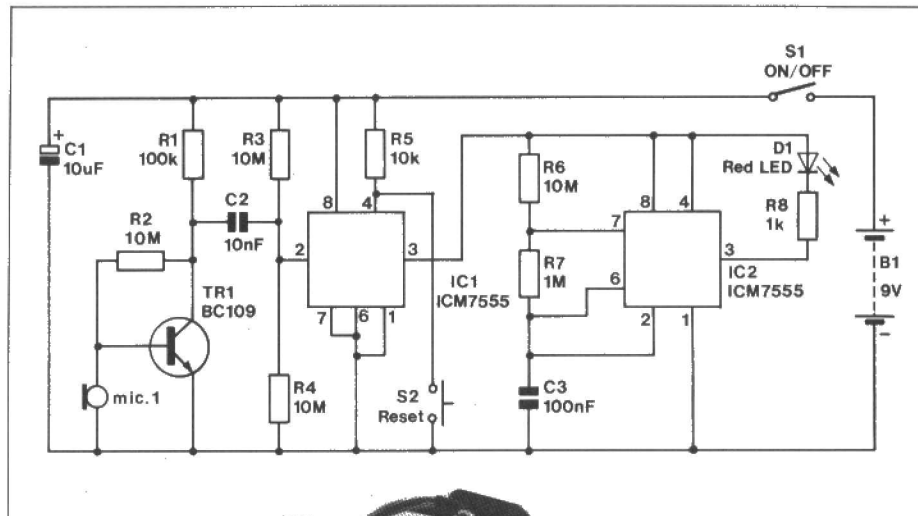 S1
ON/OFF
+
C1
10uF
R1
100k
R3
10M
R5
10k
R6
10M
D1
Red LED
R8
1k
C2
10nF
R2
10M
8
4
2
3
7
6
1
IC1
ICM7555
TR1
BC109
mic.1
R4
10M
S2
Reset
R7
1M
8
4
7
6
3
2
1
IC2
ICM7555
C3
100nF
+
B1
9V
−